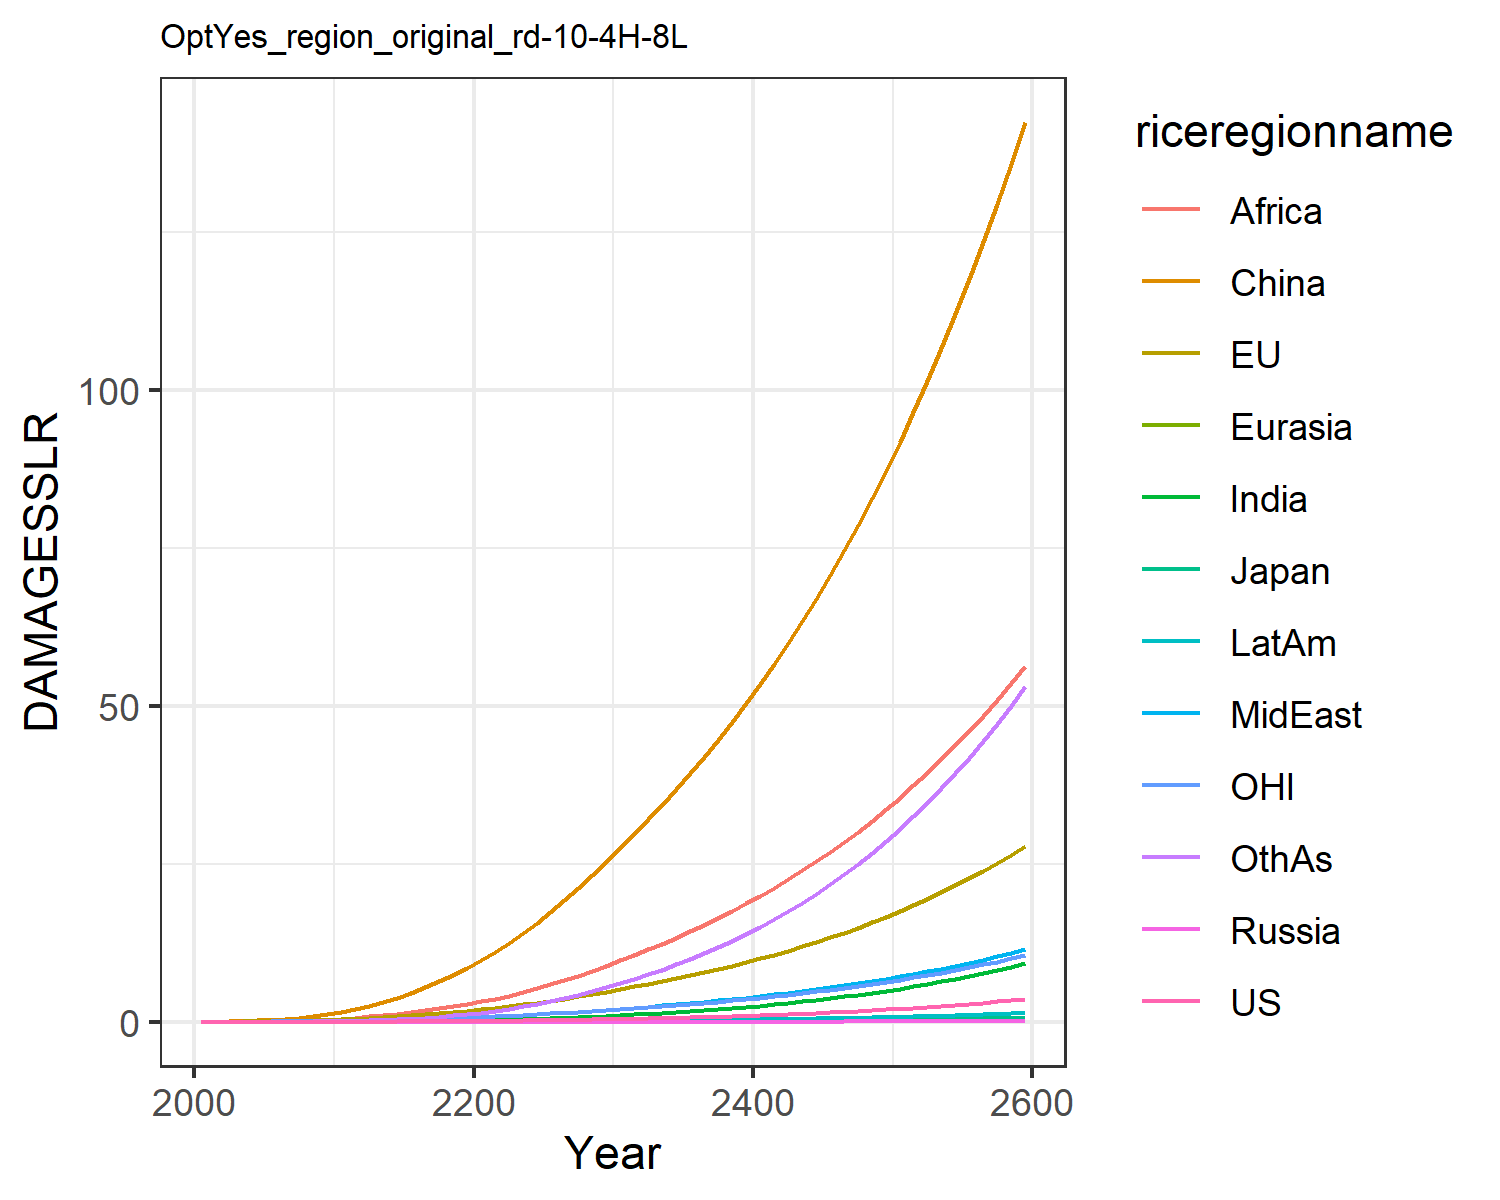 OptYes_region_original_rd-10-4H-8L
DAMAGESSLR
100
50
0
2000
2200
2400
2600
Year
riceregionname
Africa
China
EU
Eurasia
India
Japan
LatAm
MidEast
OHI
OthAs
Russia
US